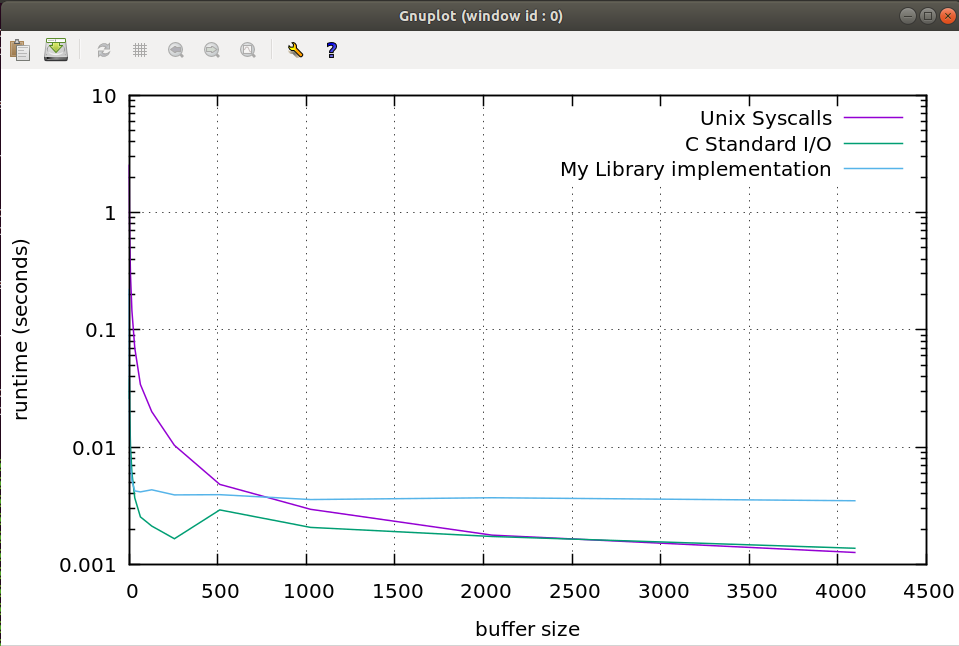 Gnuplot (window id : 0)
?
10
1
0.1
0.01
0.001
runtime (seconds)
Unix Syscalls
C Standard I/O
My Library implementation
0 500 1000 1500 2000 2500 3000 3500 4000 4500
buffer size